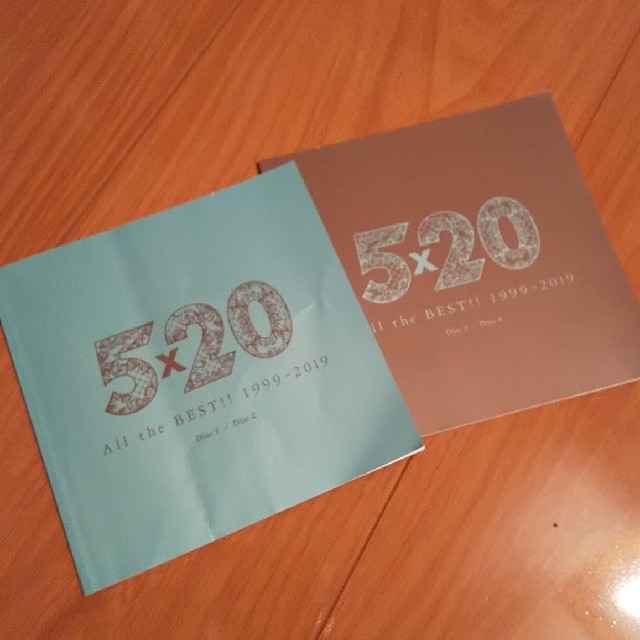 5x20
All the BEST!! 1999-2019
Disc 1 / Disc 2
5x20
All the BEST!! 1999-2019
Disc 3 / Disc 4